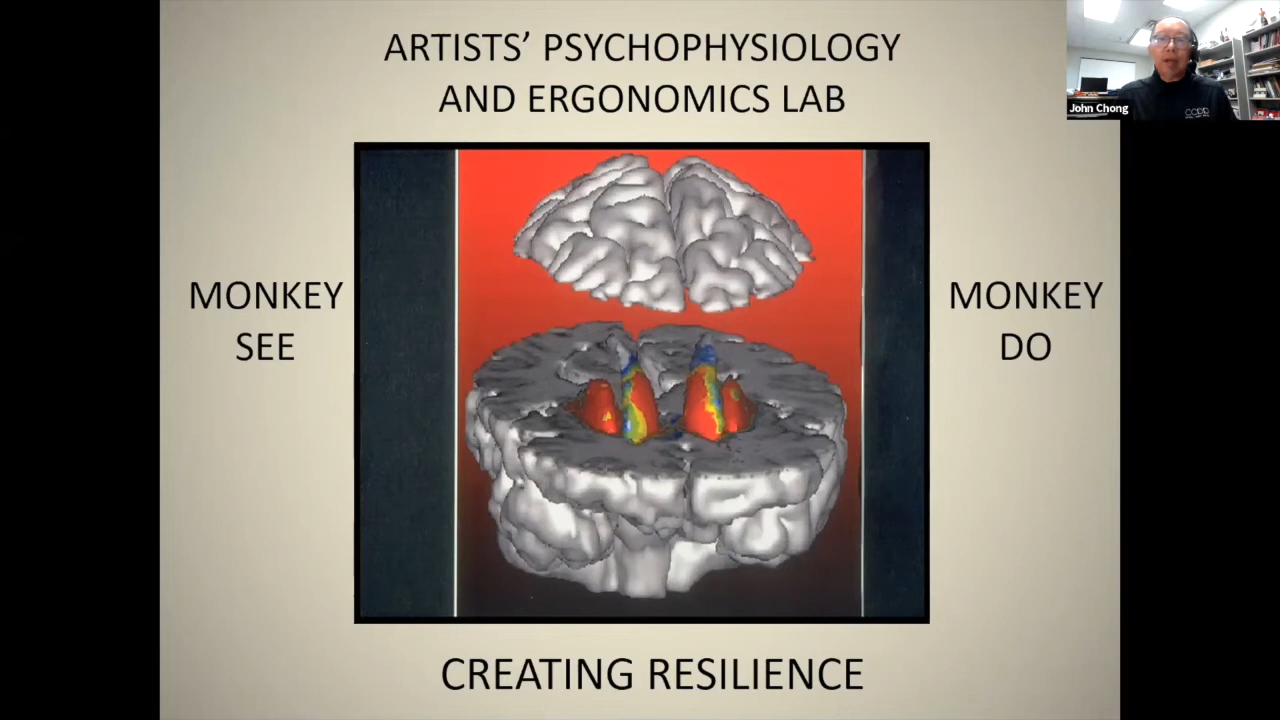 ARTISTS’ PSYCHOPHYSIOLOGY
AND ERGONOMICS LAB
John Chong
MONKEY
SEE
MONKEY
DO
CREATING RESILIENCE